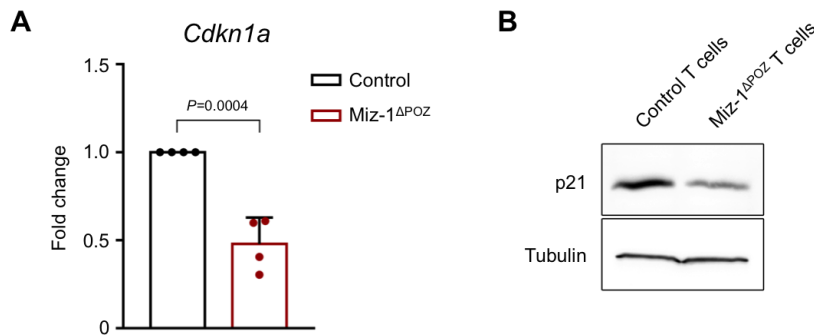 A
Cdkn1a
1.5
1.0
0.5
0
Fold change
P=0.0004
Control
Miz-1ΔPOZ
B
Control T cells
Miz-1ΔPOZ T cells
p21
Tubulin